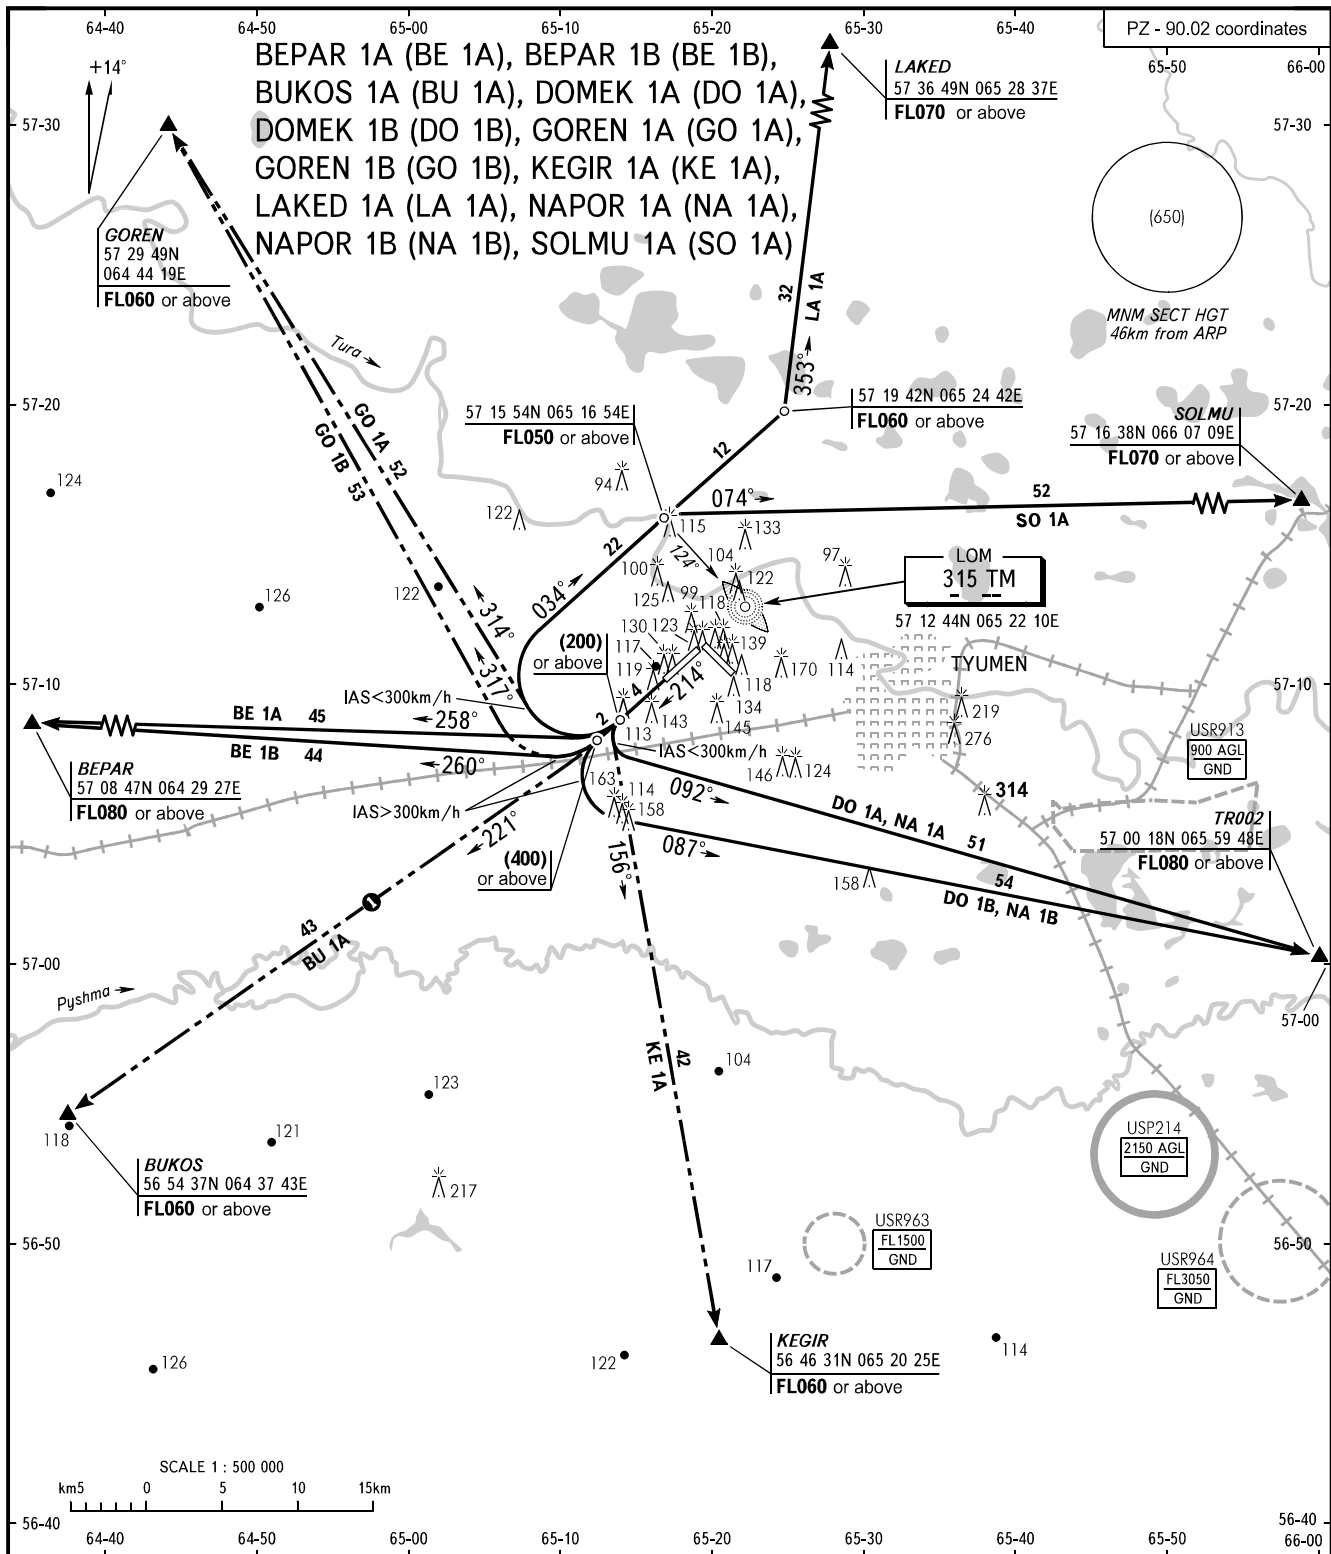 64-40
64-50
65-00
65-10
65-20
65-30
65-40
PZ - 90.02 coordinates
65-50
66-00
+14°
BEPAR 1A (BE 1A), BEPAR 1B (BE 1B),
BUKOS 1A (BU 1A), DOMEK 1A (DO 1A),
DOMEK 1B (DO 1B), GOREN 1A (GO 1A),
GOREN 1B (GO 1B), KEGIR 1A (KE 1A),
LAKED 1A (LA 1A), NAPOR 1A (NA 1A),
NAPOR 1B (NA 1B), SOLMU 1A (SO 1A)
LAKED
57 36 49N 065 28 37E
FL070 or above
57-30
57-30
(650)
MNM SECT HGT
46km from ARP
GOREN
57 29 49N
064 44 19E
FL060 or above
Tura
32
LA 1A
353°
57-20
57-20
57 15 54N 065 16 54E
FL050 or above
57 19 42N 065 24 42E
FL060 or above
SOLMU
57 16 38N 066 07 09E
FL070 or above
GO 1A 52
GO 1B 53
12
124
94
122
074°
52
SO 1A
115
133
22
124°
104
97
100
122
125
99
118
LOM
315 TM
57 12 44N 065 22 10E
126
122
034°
314°
130
123
117
139
119
(200)
or above
170
114
TYUMEN
118
57-10
57-10
317°
IAS<300km/h
4
214°
134
143
145
219
276
BE 1A 45
258°
2
113
IAS<300km/h
BE 1B 44
260°
USR913
900 AGL
GND
BEPAR
57 08 47N 064 29 27E
FL080 or above
IAS>300km/h
163
114
158
146
124
092°
DO 1A, NA 1A
51
314
TR002
57 00 18N 065 59 48E
FL080 or above
221°
(400)
or above
156°
087°
158
54
DO 1B, NA 1B
1
43
BU 1A
57-00
57-00
Pyshma
42
KE 1A
104
123
118
121
USP214
2150 AGL
GND
BUKOS
56 54 37N 064 37 43E
FL060 or above
217
USR963
FL1500
GND
56-50
56-50
USR964
FL3050
GND
117
KEGIR
56 46 31N 065 20 25E
FL060 or above
114
126
122
SCALE 1 : 500 000
km5 0 5 10 15km
56-40
56-40
64-40
64-50
65-00
65-10
65-20
65-30
65-40
65-50
66-00